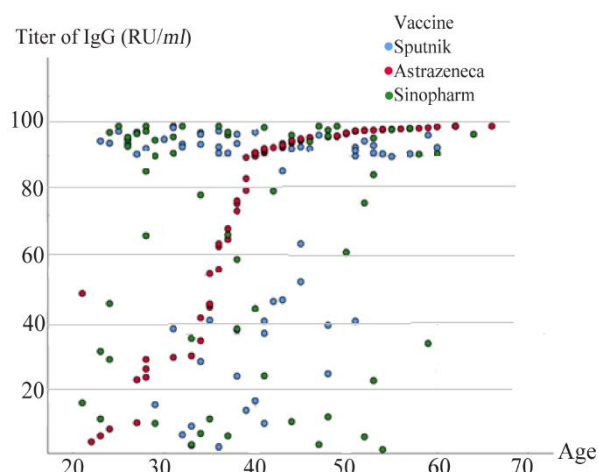 Vaccine
Titer of IgG (RU/ml)
Sputnik
Astrazeneca
Sinopharm
100
80
60
40
20
20 30 40 50 60 70 Age